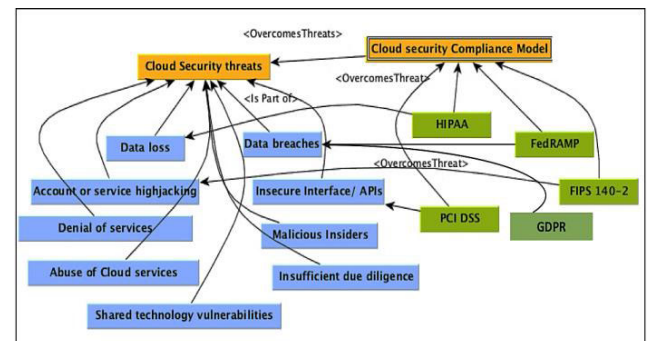 <OvercomesThreats>
Cloud security Compliance Model
Cloud Security threats
<OvercomesThreat>
<Is Part of>
HIPAA
Data loss
Data breaches
FedRAMP
<OvercomesThreat>
Account or service highjacking
Insecure Interface/ APIs
FIPS 140-2
PCI DSS
GDPR
Denial of services
Malicious Insiders
Abuse of Cloud services
Insufficient due diligence
Shared technology vulnerabilities